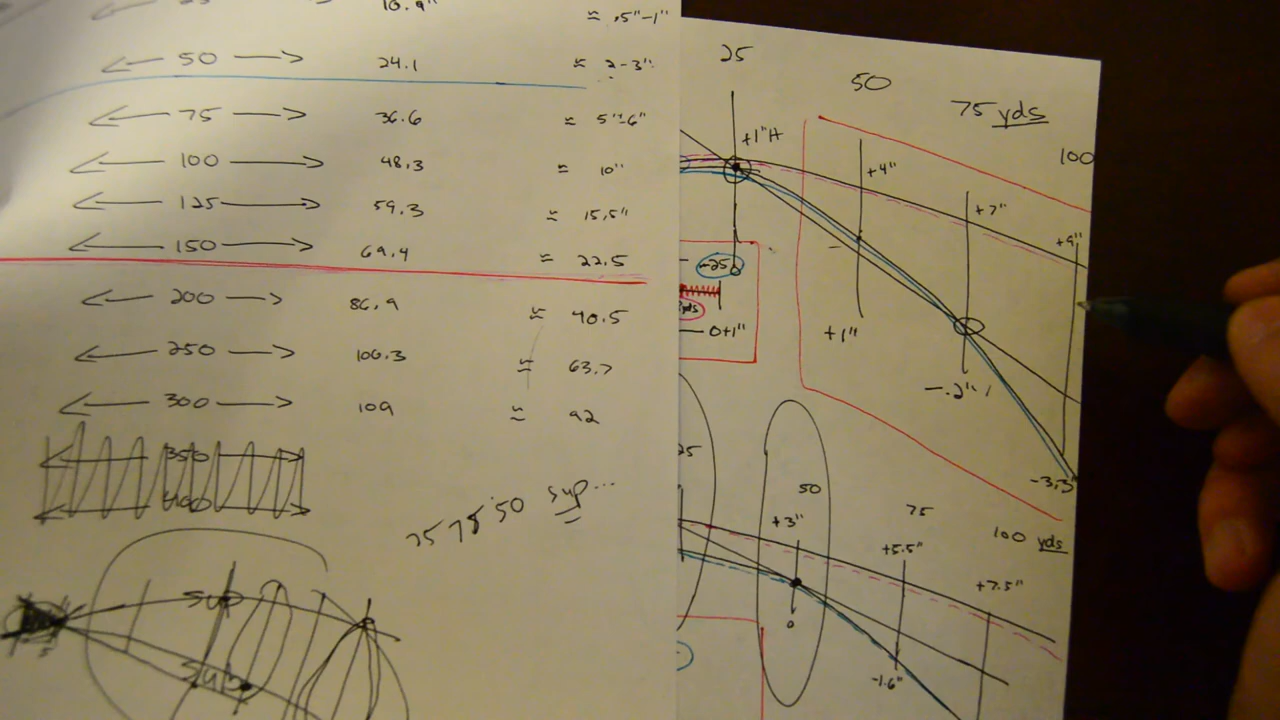 10.9" ≈ .5"-1"
50 24.1 ≈ 2-3"
75 36.6 ≈ 5"-6"
100 48.3 ≈ 10"
125 59.3 ≈ 15.5"
150 69.4 ≈ 22.5
200 86.9 ≈ 40.5
250 100.3 ≈ 63.7
300 109 ≈ 92
350
400
25 75 50 sup...
sup
sub
25
50
75 yds
100
+1"H
+4"
+7"
+9"
-25
yds
0+1"
+1"
-.2"
-3.3"
25
50
75
100 yds
+3"
+5.5"
+7.5"
0
-1.6"